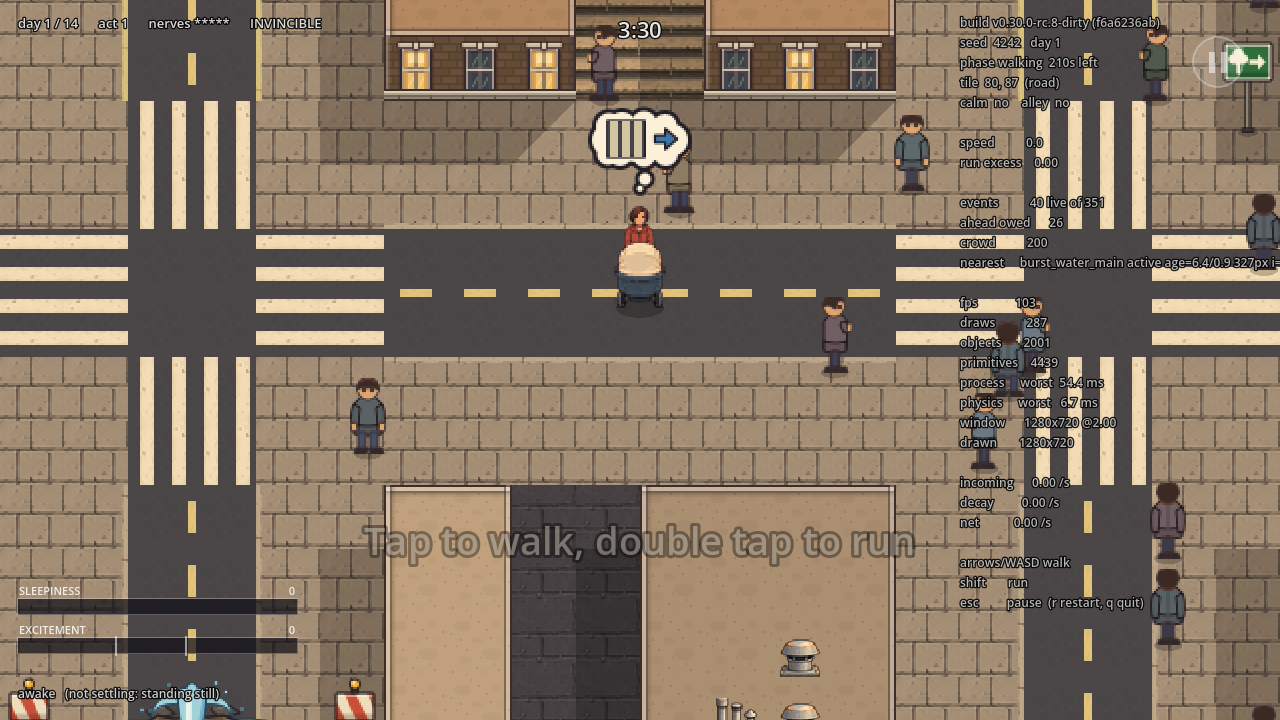 day 1 / 14 act 1 nerves ***** INVINCIBLE
3:30
build v0.30.0-rc.8-dirty (f6a6236ab)
seed 4242 day 1
phase walking 210s left
tile 80, 87 (road)
calm no alley no
speed 0.0
run excess 0.00
events 40 live of 351
ahead owed 26
crowd 200
nearest burst_water_main active age=6.4/0.9 327px i=
fps 103
draws 287
objects 2001
primitives 4439
process worst 54.4 ms
physics worst 6.7 ms
window 1280x720 @2.00
drawn 1280x720
incoming 0.00 /s
decay 0.00 /s
net 0.00 /s
arrows/WASD walk
shift run
esc pause (r restart, q quit)
Tap to walk, double tap to run
SLEEPINESS 0
EXCITEMENT 0
awake (not settling: standing still)